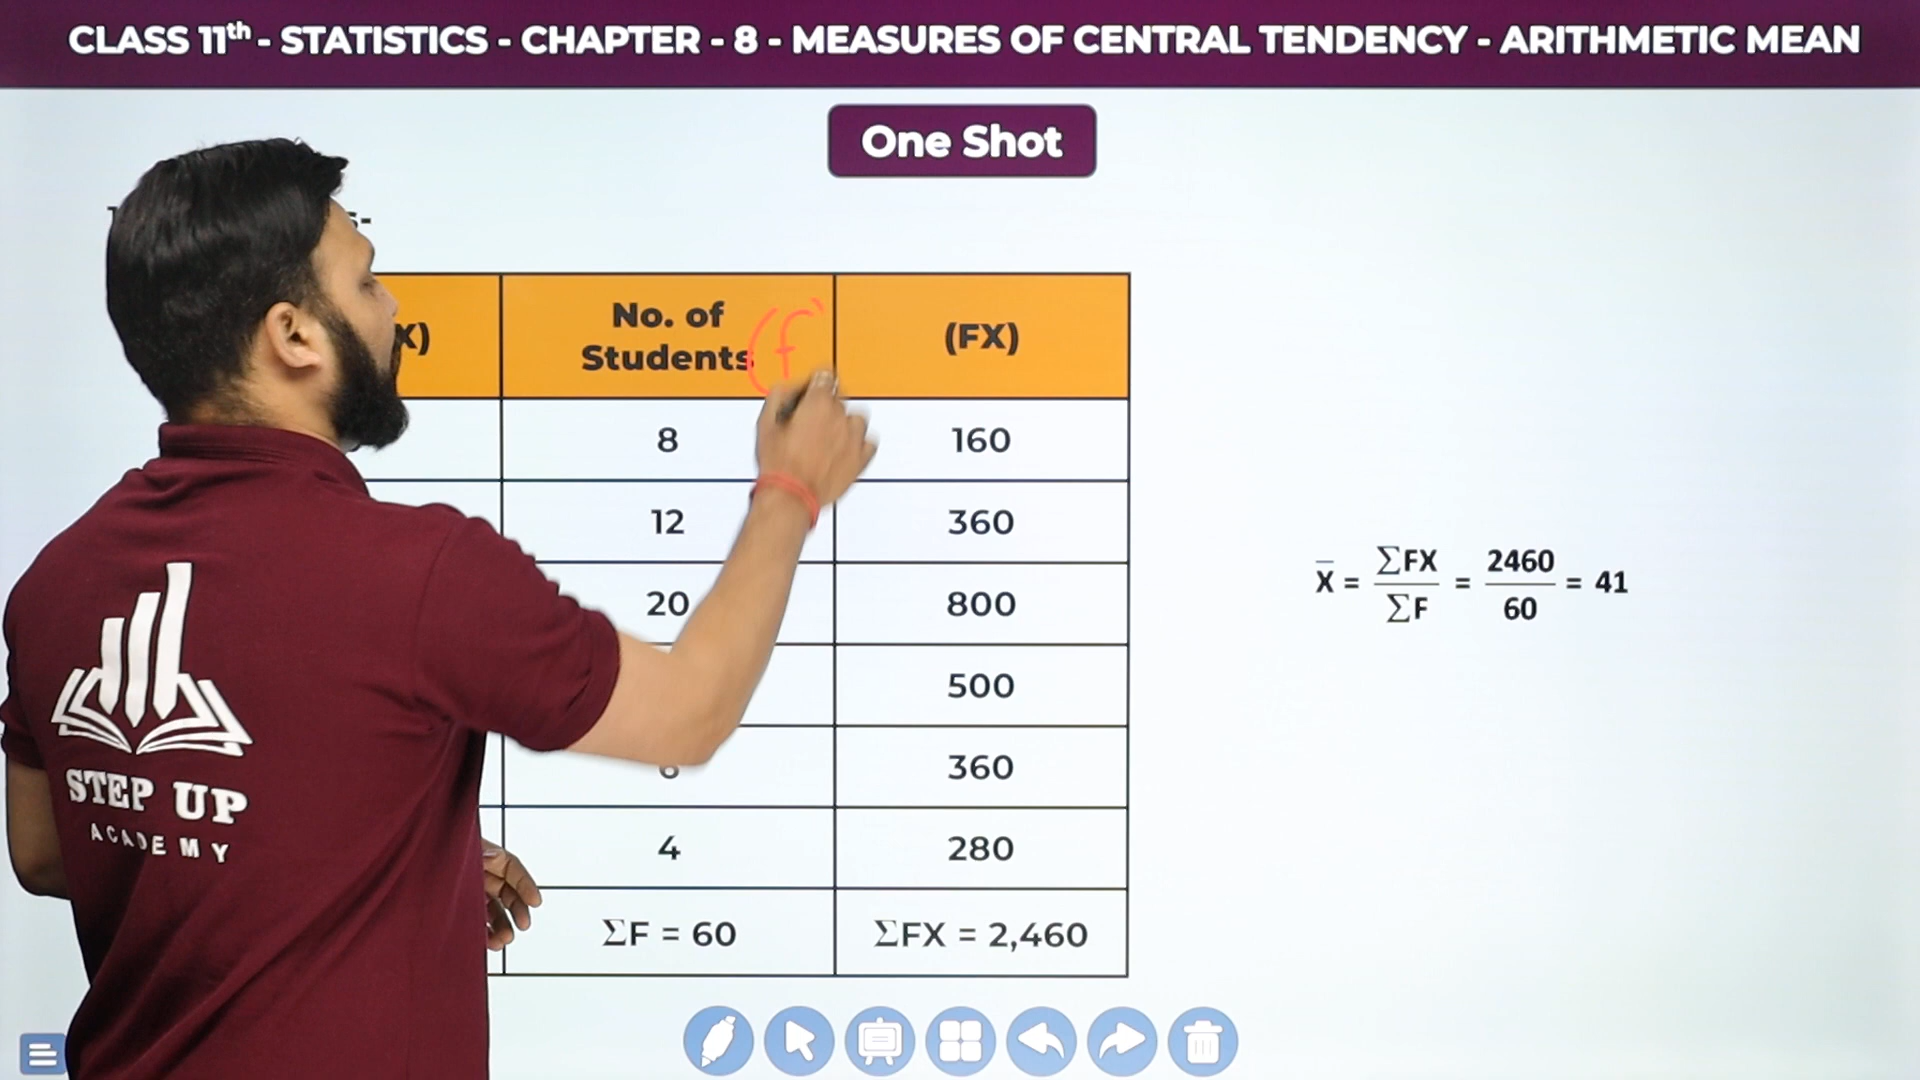 CLASS 11th - STATISTICS - CHAPTER - 8 - MEASURES OF CENTRAL TENDENCY - ARITHMETIC MEAN
One Shot
X) No. of Students (f) (FX)
8 160
12 360
20 800
500
360
4 280
ΣF = 60 ΣFX = 2,460
X̅ = ΣFX / ΣF = 2460 / 60 = 41
STEP UP
ACADEMY